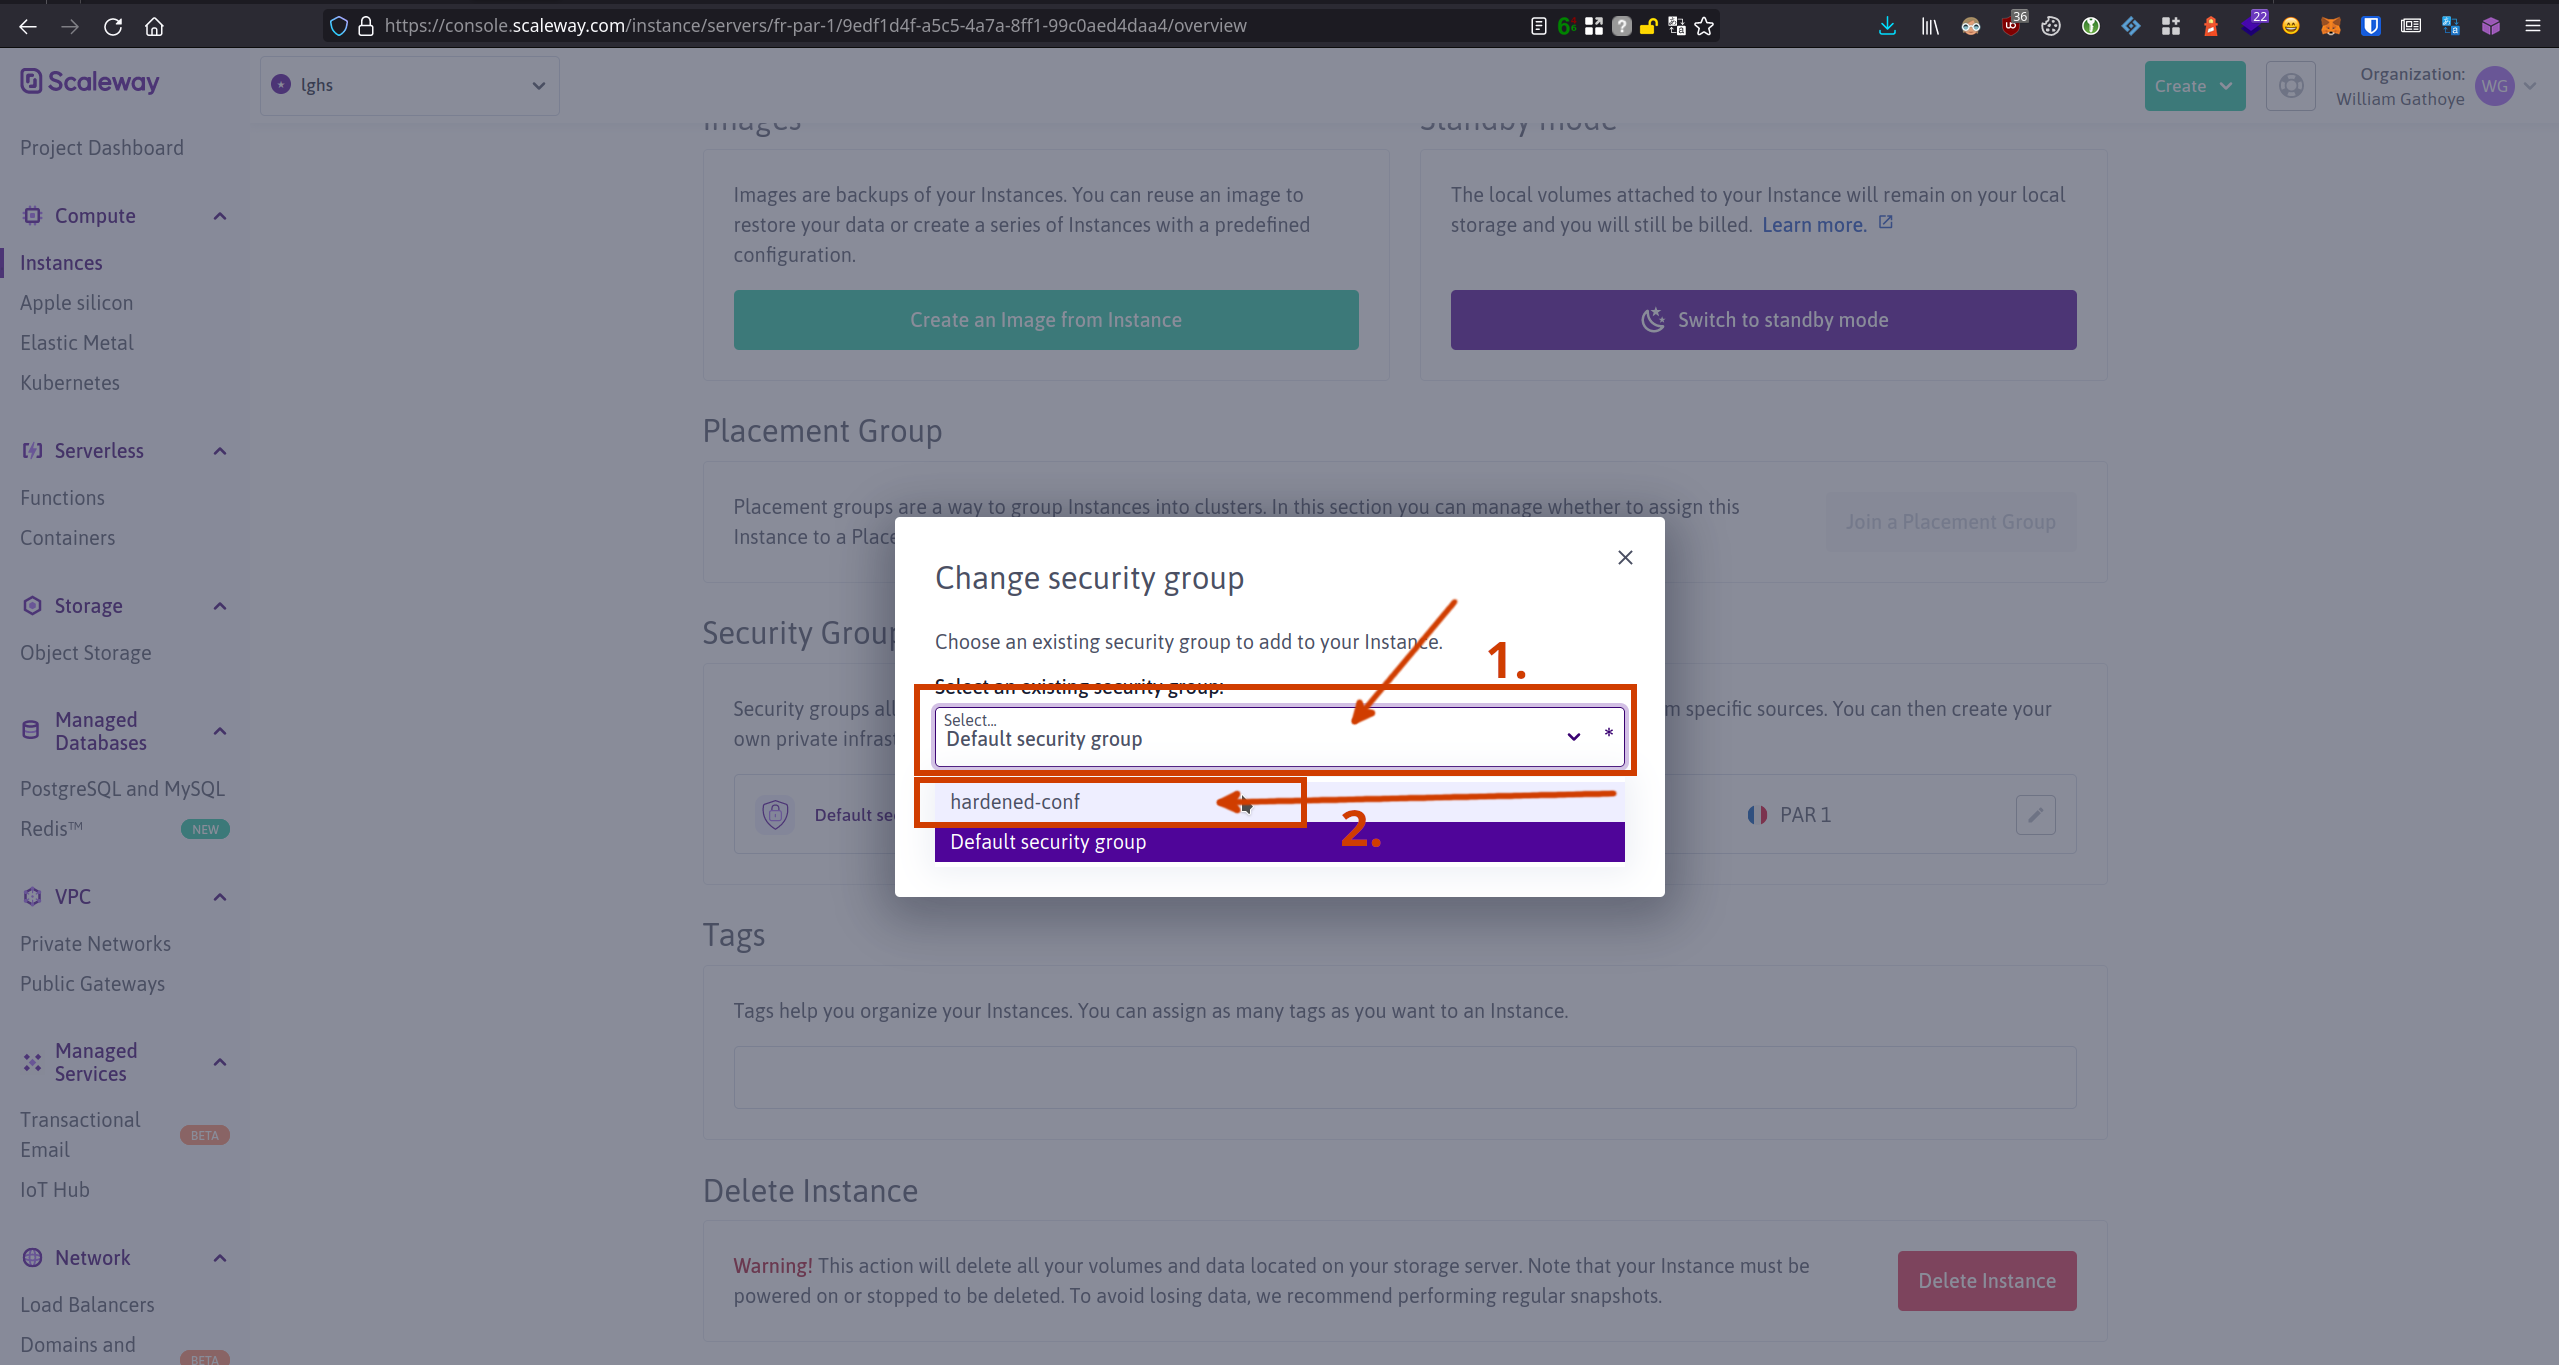 https://console.scaleway.com/instance/servers/fr-par-1/9edf1d4f-a5c5-4a7a-8ff1-99c0aed4daa4/overview
36
22
Scaleway
lghs
Create
Organization:
William Gathoye
WG
Project Dashboard
Compute
Instances
Apple silicon
Elastic Metal
Kubernetes
Serverless
Functions
Containers
Storage
Object Storage
Managed
Databases
PostgreSQL and MySQL
Redis™ NEW
VPC
Private Networks
Public Gateways
Managed
Services
Transactional
Email
BETA
IoT Hub
Network
Load Balancers
Domains and
BETA
Images
Images are backups of your Instances. You can reuse an image to
restore your data or create a series of Instances with a predefined
configuration.
Create an Image from Instance
Standby mode
The local volumes attached to your Instance will remain on your local
storage and you will still be billed. Learn more.
Switch to standby mode
Placement Group
Placement groups are a way to group Instances into clusters. In this section you can manage whether to assign this
Instance to a Place
Join a Placement Group
Security Group
Security groups all
m specific sources. You can then create your
own private infras
Default se
PAR 1
Change security group
Choose an existing security group to add to your Instance.
1.
Select an existing security group:
Select...
Default security group
*
hardened-conf
2.
Default security group
Tags
Tags help you organize your Instances. You can assign as many tags as you want to an Instance.
Delete Instance
Warning! This action will delete all your volumes and data located on your storage server. Note that your Instance must be
powered on or stopped to be deleted. To avoid losing data, we recommend performing regular snapshots.
Delete Instance